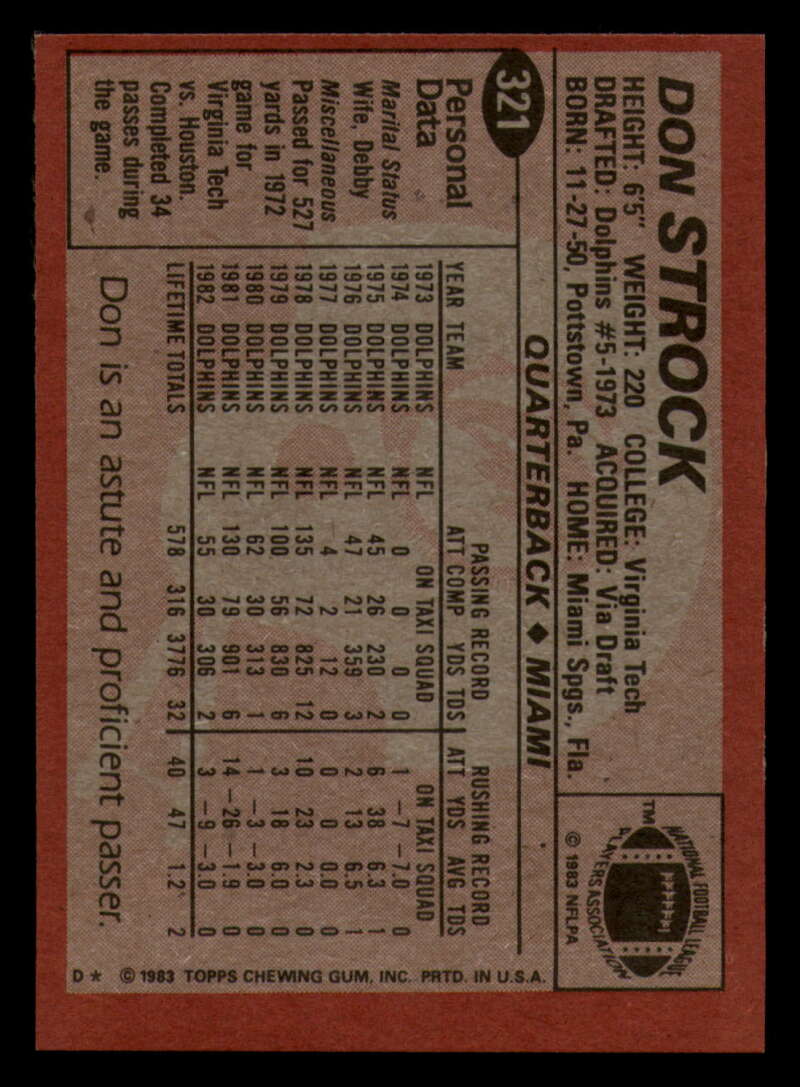 321
DON STROCK
HEIGHT: 6'5" WEIGHT: 220 COLLEGE: Virginia Tech
DRAFTED: Dolphins #5-1973 ACQUIRED: Via Draft
BORN: 11-27-50, Pottstown, Pa. HOME: Miami Spgs., Fla.
NATIONAL FOOTBALL LEAGUE
PLAYERS ASSOCIATION
TM
© 1983 NFLPA
QUARTERBACK ◆ MIAMI
Personal
Data
Marital Status
Wife, Debby
Miscellaneous
Passed for 527
yards in 1972
game for
Virginia Tech
vs. Houston.
Completed 34
passes during
the game.
PASSING RECORD RUSHING RECORD
YEAR TEAM ATT COMP YDS TDS ATT YDS AVG TDS
1973 DOLPHINS NFL ON TAXI SQUAD ON TAXI SQUAD
1974 DOLPHINS NFL 0 0 0 0 1 -7 -7.0 0
1975 DOLPHINS NFL 45 26 230 2 6 38 6.3 1
1976 DOLPHINS NFL 47 21 359 3 2 13 6.5 1
1977 DOLPHINS NFL 4 2 12 0 0 0 0.0 0
1978 DOLPHINS NFL 135 72 825 12 10 23 2.3 0
1979 DOLPHINS NFL 100 56 830 6 3 18 6.0 0
1980 DOLPHINS NFL 62 30 313 1 1 -3 -3.0 0
1981 DOLPHINS NFL 130 79 901 6 14 -26 -1.9 0
1982 DOLPHINS NFL 55 30 306 2 3 -9 -3.0 0
LIFETIME TOTALS 578 316 3776 32 40 47 1.2 2
Don is an astute and proficient passer.
D* © 1983 TOPPS CHEWING GUM, INC. PRTD. IN U.S.A.